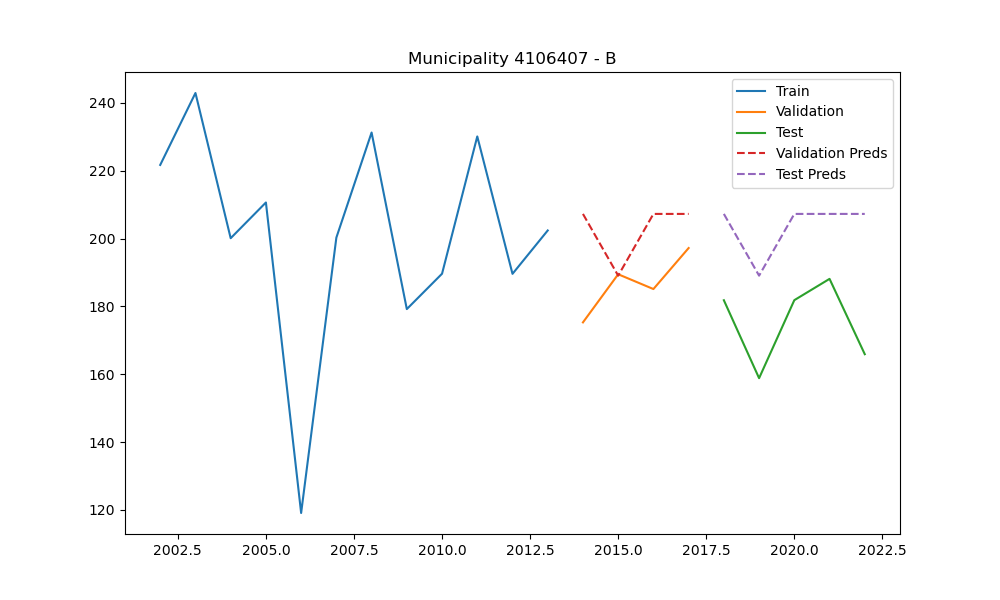 Municipality 4106407 - B
Train
Validation
Test
Validation Preds
Test Preds
240
220
200
180
160
140
120
2002.5 2005.0 2007.5 2010.0 2012.5 2015.0 2017.5 2020.0 2022.5